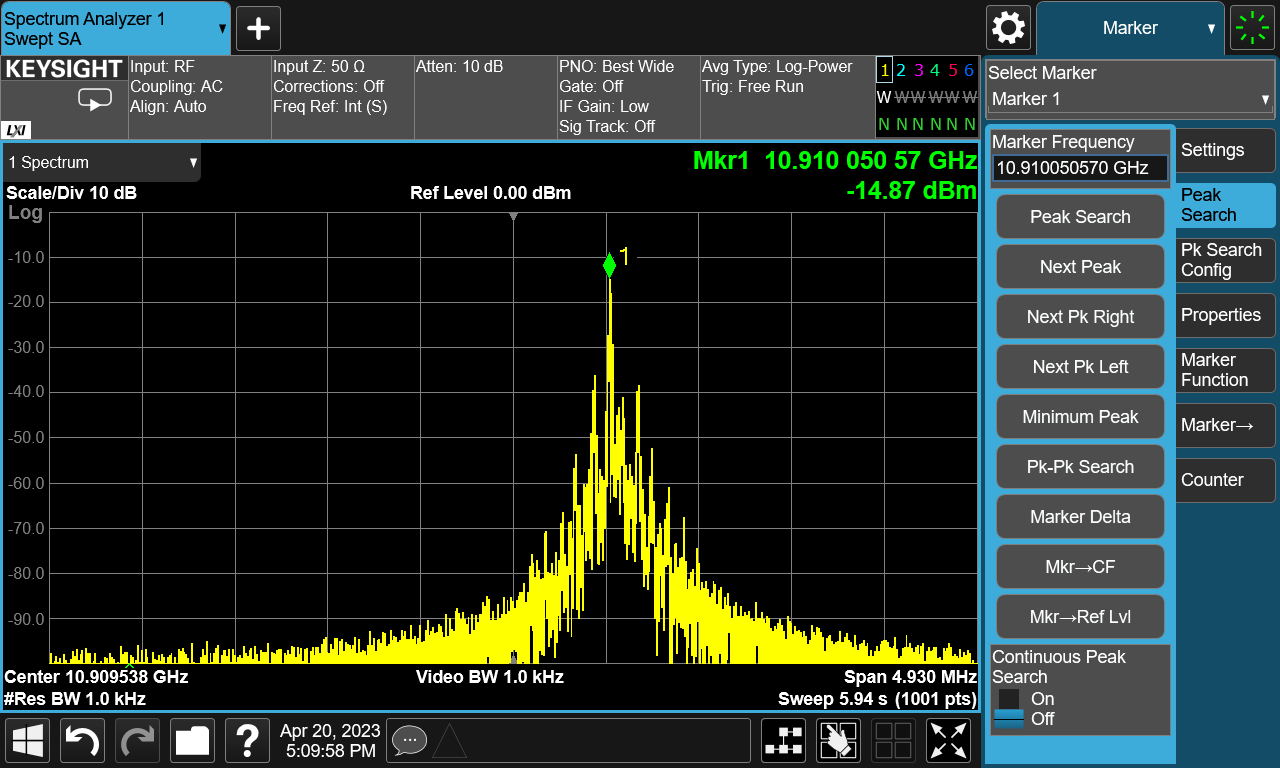 Spectrum Analyzer 1
Swept SA
Marker
KEYSIGHT
LXI
Input: RF
Coupling: AC
Align: Auto
Input Z: 50 Ω
Corrections: Off
Freq Ref: Int (S)
Atten: 10 dB
PNO: Best Wide
Gate: Off
IF Gain: Low
Sig Track: Off
Avg Type: Log-Power
Trig: Free Run
1 2 3 4 5 6
W W W W W W
N N N N N N
1 Spectrum
Mkr1 10.910 050 57 GHz
-14.87 dBm
Scale/Div 10 dB
Ref Level 0.00 dBm
Log
1
-10.0
-20.0
-30.0
-40.0
-50.0
-60.0
-70.0
-80.0
-90.0
Center 10.909538 GHz
Video BW 1.0 kHz
Span 4.930 MHz
#Res BW 1.0 kHz
Sweep 5.94 s (1001 pts)
Apr 20, 2023
5:09:58 PM
Select Marker
Marker 1
Marker Frequency
10.910050570 GHz
Peak Search
Next Peak
Next Pk Right
Next Pk Left
Minimum Peak
Pk-Pk Search
Marker Delta
Mkr→CF
Mkr→Ref Lvl
Continuous Peak
Search
On
Off
Settings
Peak
Search
Pk Search
Config
Properties
Marker
Function
Marker→
Counter